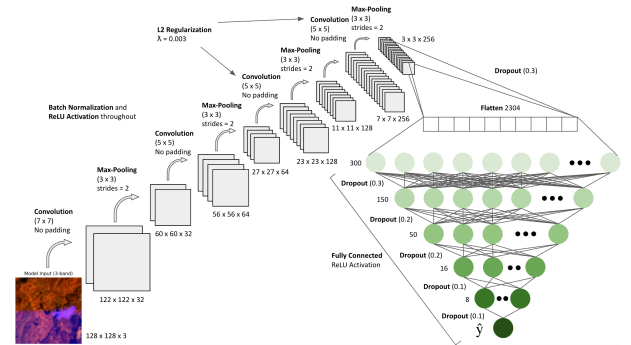 Max-Pooling
(3 x 3)
strides = 2
Convolution
(5 x 5)
No padding
L2 Regularization
λ = 0.003
3 x 3 x 256
Max-Pooling
(3 x 3)
strides = 2
Dropout (0.3)
Convolution
(5 x 5)
No padding
Batch Normalization and
ReLU Activation throughout
Max-Pooling
(3 x 3)
strides = 2
Flatten 2304
7 x 7 x 256
11 x 11 x 128
Convolution
(5 x 5)
No padding
23 x 23 x 128
27 x 27 x 64
300
Max-Pooling
(3 x 3)
strides = 2
Dropout (0.3)
150
56 x 56 x 64
Dropout (0.2)
60 x 60 x 32
50
Convolution
(7 x 7)
No padding
Dropout (0.2)
Fully Connected
ReLU Activation
16
Model Input (3-band)
Dropout (0.1)
122 x 122 x 32
8
Dropout (0.1)
ŷ
128 x 128 x 3